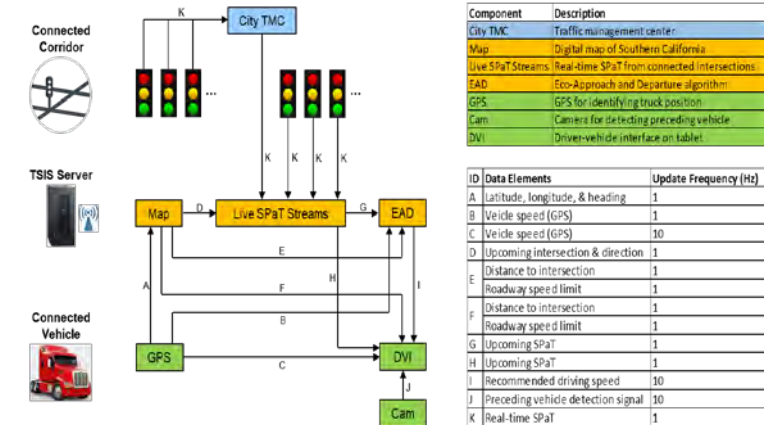 K
Connected
Corridor
City TMC
...
...
K
K
K
K
TSIS Server
Map
D
Live SPaT Streams
G
EAD
E
A
F
H
I
B
Connected
Vehicle
GPS
C
DVI
J
Cam
Component Description
City TMC Traffic management center
Map Digital map of Southern California
Live SPaT Streams Real-time SPaT from connected intersections
EAD Eco-Approach and Departure algorithm
GPS GPS for identifying truck position
Cam Camera for detecting preceding vehicle
DVI Driver-vehicle interface on tablet
ID Data Elements Update Frequency (Hz)
A Latitude, longitude, & heading 1
B Veicle speed (GPS) 1
C Veicle speed (GPS) 10
D Upcoming intersection & direction 1
E Distance to intersection 1
Roadway speed limit 1
F Distance to intersection 1
Roadway speed limit 1
G Upcoming SPaT 1
H Upcoming SPaT 1
I Recommended driving speed 10
J Preceding vehicle detection signal 10
K Real-time SPaT 1